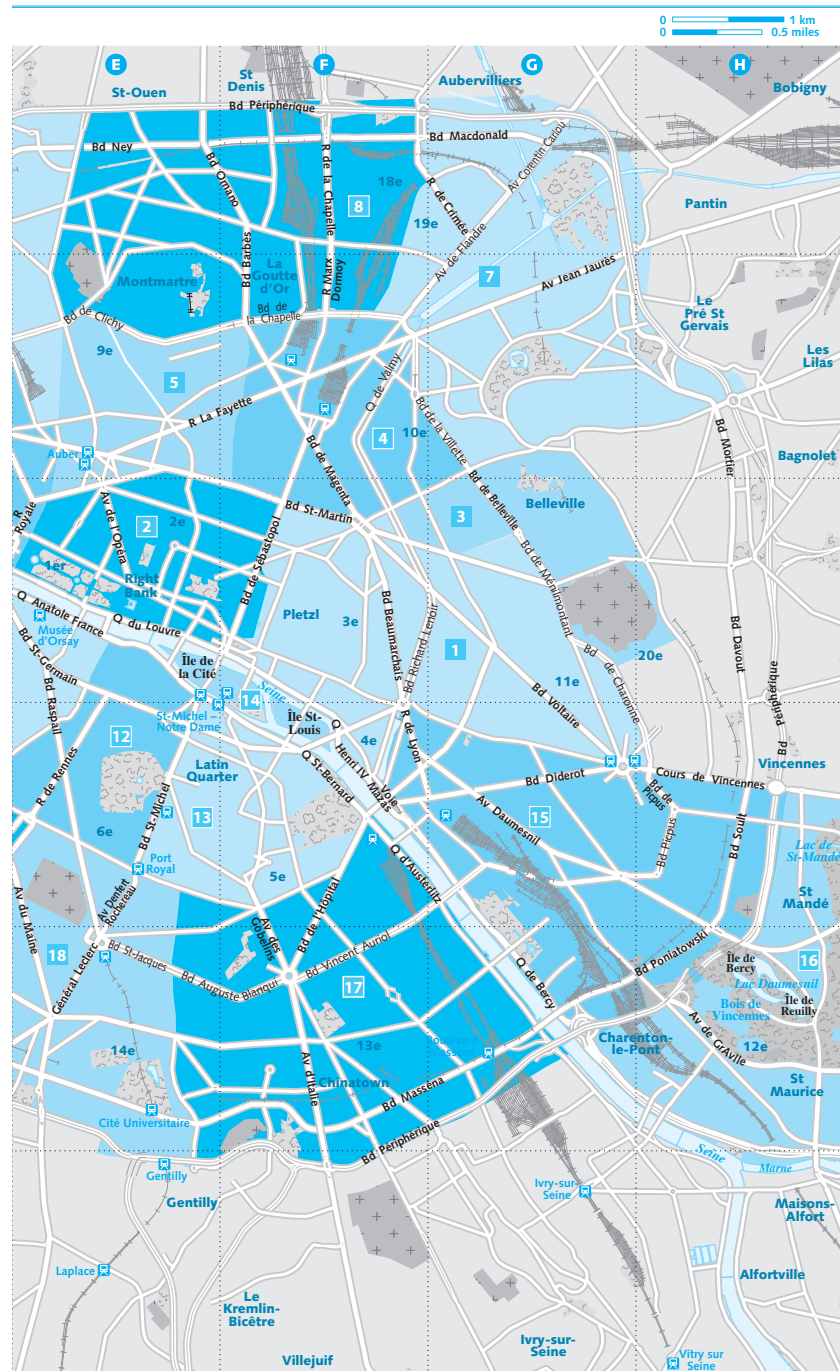 0 1 km
0 0.5 miles
E
F
G
H
St
Denis
Aubervilliers
Bobigny
St-Ouen
Bd Périphérique
Bd Macdonald
Av Corentin Cariou
Bd Ney
Bd Ornano
R de la Chapelle
18e
8
19e
R de Crimée
Pantin
Av de Flandre
Bd Barbès
La
Goutte
d'Or
Montmartre
R Marx
Dormoy
7
Av Jean Jaurès
Bd de Clichy
Bd de
la Chapelle
Le
Pré St
Gervais
Les
Lilas
9e
5
Q de Valmy
R La Fayette
Bd de la Villette
10e
4
Auber
Bd de Magenta
Bd Mortier
Bagnolet
R
Royale
Av de l'Opéra
2
2e
Bd St-Martin
Bd de Sébastopol
Bd de Belleville
3
Belleville
1er
Right
Bank
Bd de Ménilmontant
Q Anatole France
Q du Louvre
Musée
d'Orsay
Pletzl
3e
Bd Beaumarchais
Bd Richard Lenoir
1
Bd Davout
Bd St-Germain
Île de
la Cité
20e
Bd de Charonne
11e
Bd Voltaire
Bd Raspail
Seine
14
St-Michel –
Notre Dame
Île St-
Louis
4e
R de Lyon
Bd Périphérique
12
Latin
Quarter
Q Henri IV
Voie
Mazas
Q St-Bernard
Bd Diderot
Cours de Vincennes
Vincennes
R de Rennes
Bd St-Michel
13
Av Daumesnil
15
Bd de
Picpus
Bd Picpus
Bd Soult
6e
Port
Royal
5e
Q d'Austerlitz
Lac de
St-Mandé
St
Mandé
Av du Maine
Av Denfert
Rochereau
Av des
Gobelins
Bd de l'Hôpital
18
Général Leclerc
Bd St-Jacques
Bd Auguste Blanqui
Bd Vincent Auriol
Q de Bercy
Bd Poniatowski
Île de
Bercy
16
Lac Daumesnil
Île de
Reuilly
Bois de
Vincennes
17
Av de GrAvlle
12e
14e
13e
Boulevard
Masséna
Charenton-
le-Pont
Chinatown
Av d'Italie
Bd Masséna
St
Maurice
Cité Universitaire
Bd Périphérique
Seine
Marne
Gentilly
Gentilly
Ivry-sur-
Seine
Maisons-
Alfort
Laplace
Alfortville
Le
Kremlin-
Bicêtre
Villejuif
Ivry-sur-
Seine
Vitry sur
Seine